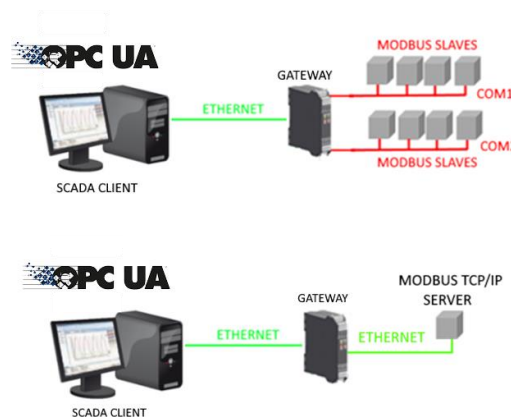 OPC UA
MODBUS SLAVES
GATEWAY
COM1
ETHERNET
MODBUS SLAVES
SCADA CLIENT
OPC UA
MODBUS TCP/IP
SERVER
GATEWAY
ETHERNET
ETHERNET
SCADA CLIENT